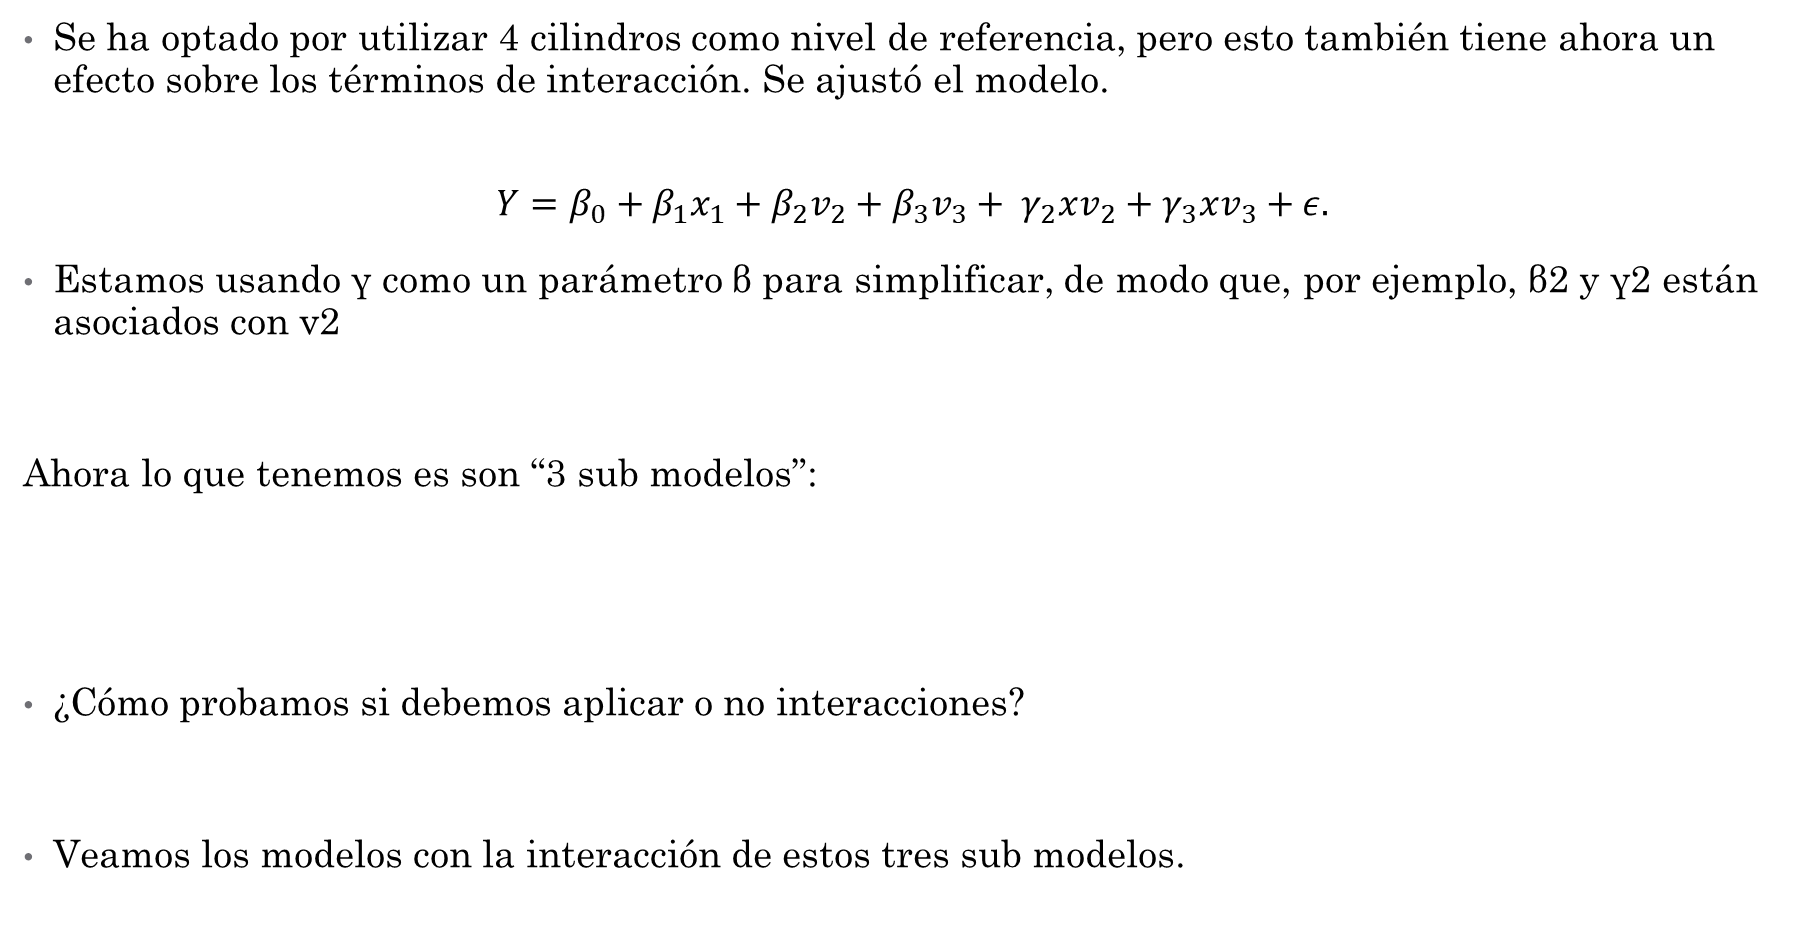 • Se ha optado por utilizar 4 cilindros como nivel de referencia, pero esto también tiene ahora un
efecto sobre los términos de interacción. Se ajustó el modelo.
Y = β₀ + β₁x₁ + β₂v₂ + β₃v₃ + γ₂xv₂ + γ₃xv₃ + ϵ.
• Estamos usando γ como un parámetro β para simplificar, de modo que, por ejemplo, β2 y γ2 están
asociados con v2
Ahora lo que tenemos es son “3 sub modelos”:
• ¿Cómo probamos si debemos aplicar o no interacciones?
• Veamos los modelos con la interacción de estos tres sub modelos.